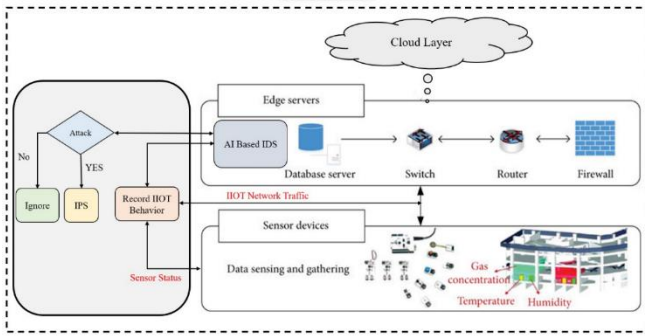 Cloud Layer
Edge servers
Attack
AI Based IDS
Database server
Switch
Router
Firewall
No
YES
Ignore
IPS
Record IIOT
Behavior
IIOT Network Traffic
Sensor devices
Sensor Status
Data sensing and gathering
Gas
concentration
Temperature
Humidity